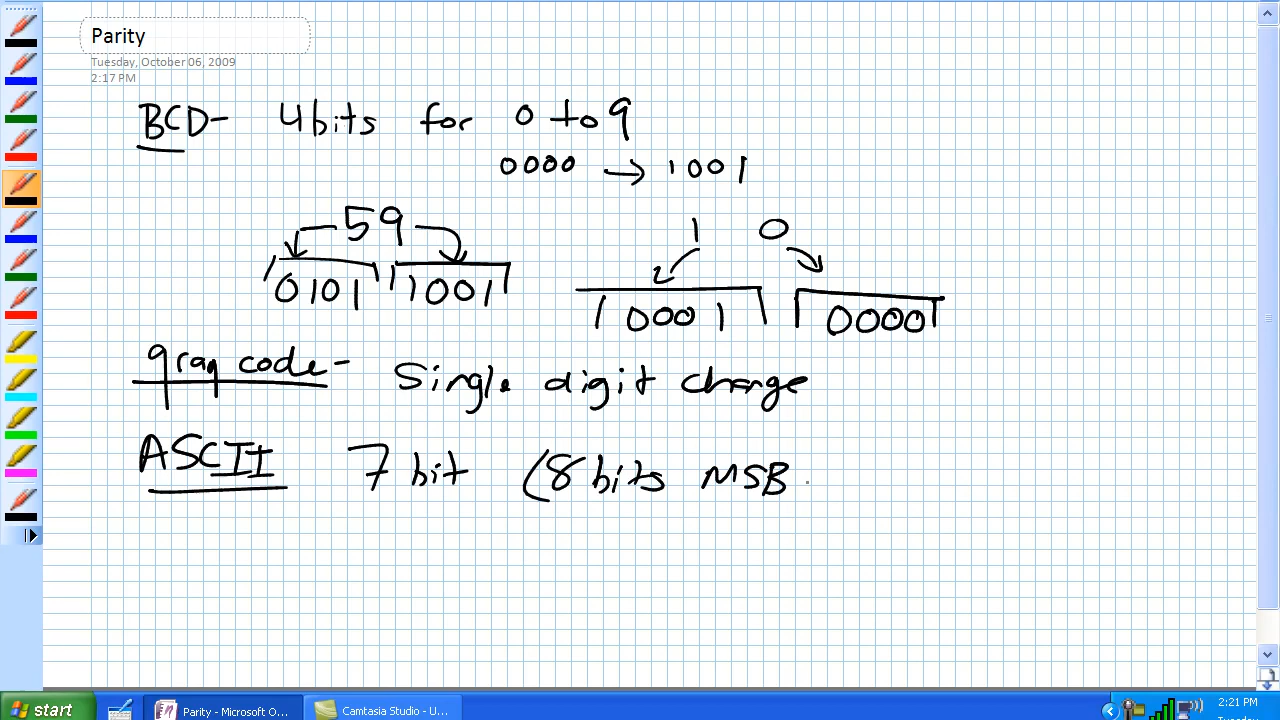 Parity
Tuesday, October 06, 2009
2:17 PM
BCD- 4bits for 0 to 9
0000 → 1001
59
1 0
0101 1001
0001 0000
gray code- Single digit change
ASCII 7 bit (8 bits MSB
start
Parity - Microsoft O...
Camtasia Studio - U...
2:21 PM
Tuesday